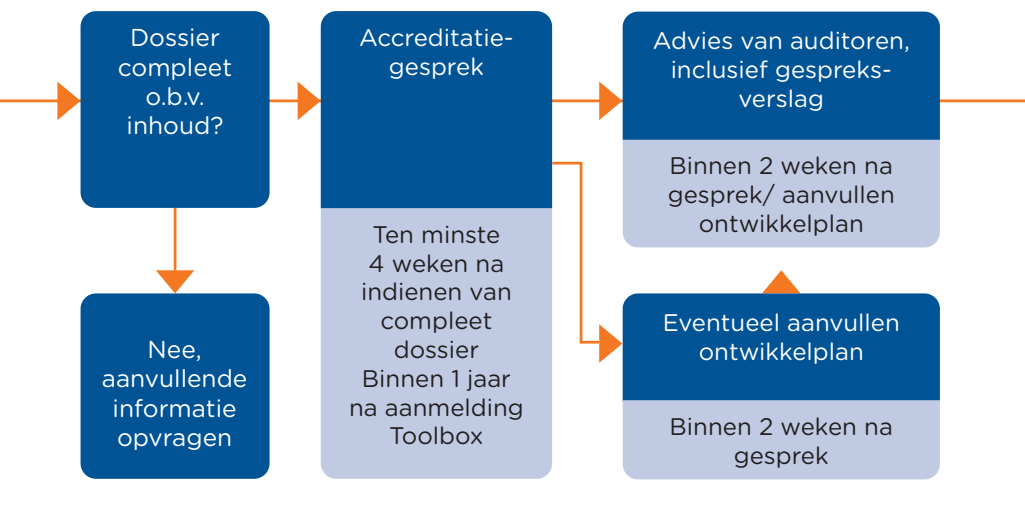 Dossier
compleet
o.b.v.
inhoud?
Nee,
aanvullende
informatie
opvragen
Accreditatie-
gesprek
Ten minste
4 weken na
indienen van
compleet
dossier
Binnen 1 jaar
na aanmelding
Toolbox
Advies van auditoren,
inclusief gespreks-
verslag
Binnen 2 weken na
gesprek/ aanvullen
ontwikkelplan
Eventueel aanvullen
ontwikkelplan
Binnen 2 weken na
gesprek